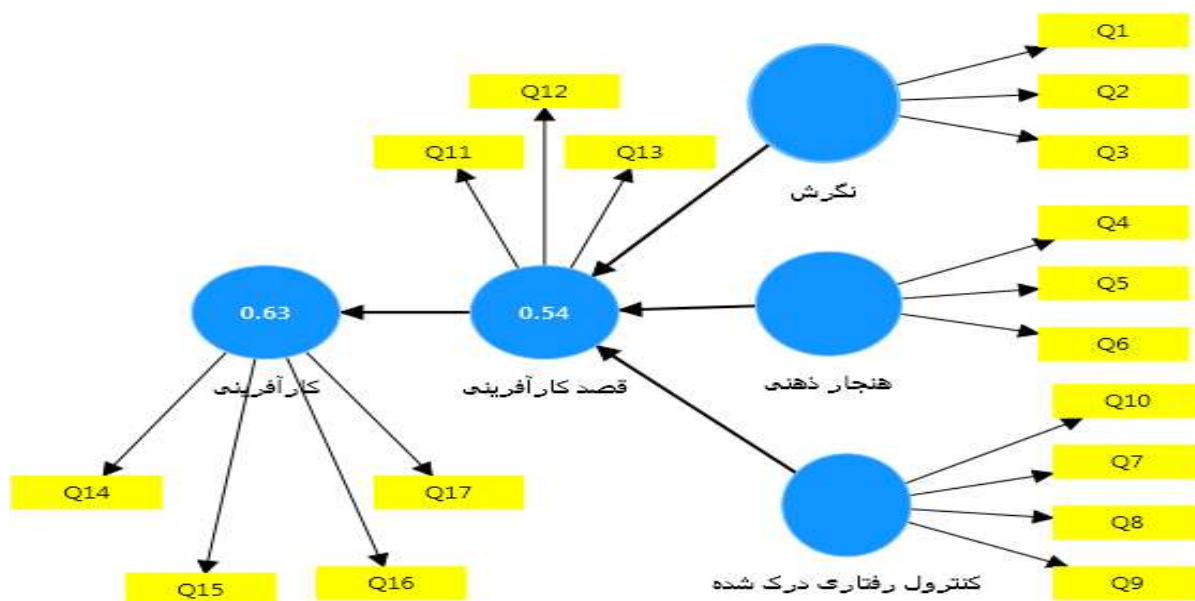 Q1
Q12
Q2
Q11
Q13
Q3
نگرش
Q4
Q5
0.63
0.54
Q6
کارآفرینی
قصد کارآفرینی
هنجار ذهنی
Q10
Q7
Q14
Q17
Q8
Q15
Q16
کنترول رفتاری درک شده
Q9